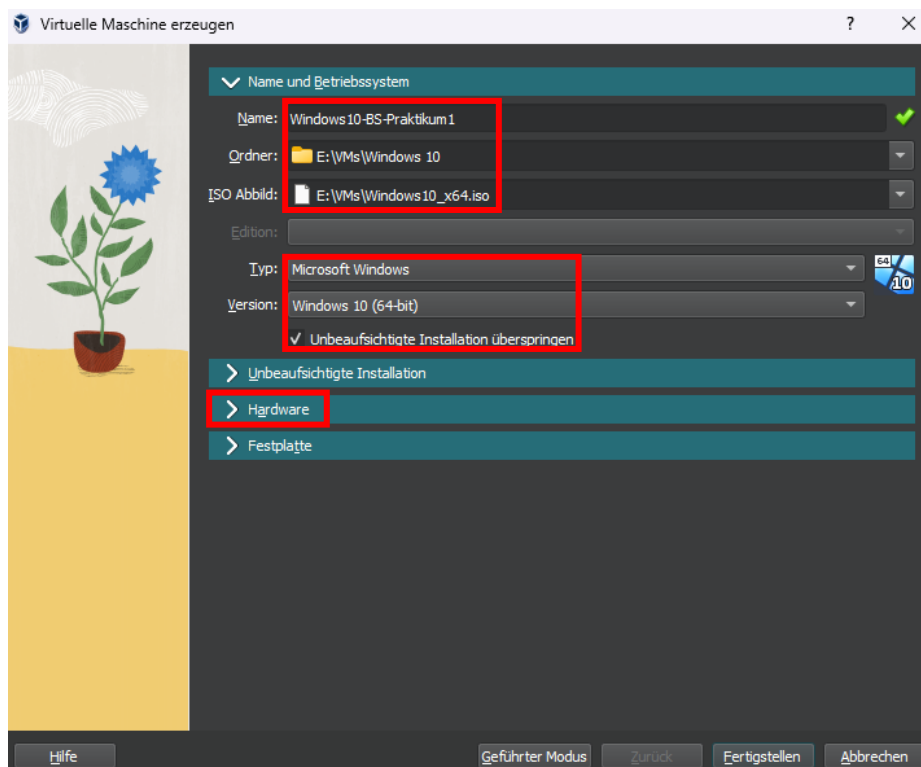 Virtuelle Maschine erzeugen ?
Name und Betriebssystem
Name: Windows10-BS-Praktikum1
Ordner: E:\VMs\Windows 10
ISO Abbild: E:\VMs\Windows10_x64.iso
Edition:
Typ: Microsoft Windows 64
Version: Windows 10 (64-bit) 10
Unbeaufsichtigte Installation überspringen
Unbeaufsichtigte Installation
Hardware
Festplatte
Hilfe Geführter Modus Zurück Fertigstellen Abbrechen